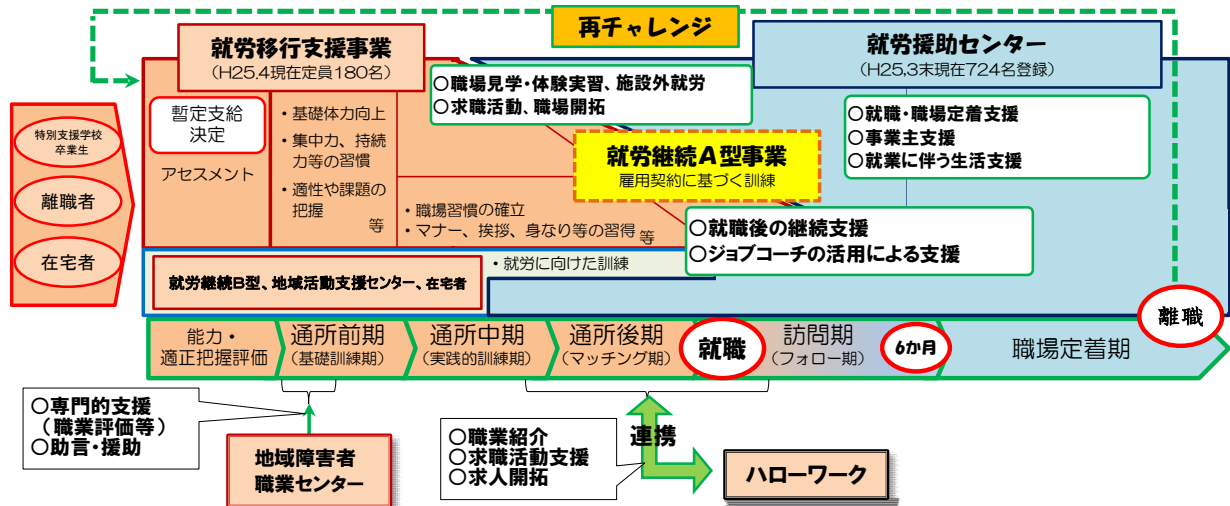 再チャレンジ
就労移行支援事業
(H25,4現在定員180名)
就労援助センター
(H25,3末現在724名登録)
特別支援学校
卒業生
離職者
在宅者
暫定支給
決定
アセスメント
・基礎体力向上
・集中力、持続
力等の習慣
・適性や課題の
把握
等
○職場見学・体験実習、施設外就労
○求職活動、職場開拓
・職場習慣の確立
・マナー、挨拶、身なり等の習得 等
就労継続A型事業
雇用契約に基づく訓練
○就職・職場定着支援
○事業主支援
○就業に伴う生活支援
○就職後の継続支援
○ジョブコーチの活用による支援
・就労に向けた訓練
就労継続B型、地域活動支援センター、在宅者
能力・
適正把握評価
通所前期
(基礎訓練期)
通所中期
(実践的訓練期)
通所後期
(マッチング期)
就職
訪問期
(フォロー期)
6か月
職場定着期
離職
○専門的支援
(職業評価等)
○助言・援助
地域障害者
職業センター
○職業紹介
○求職活動支援
○求人開拓
連携
ハローワーク